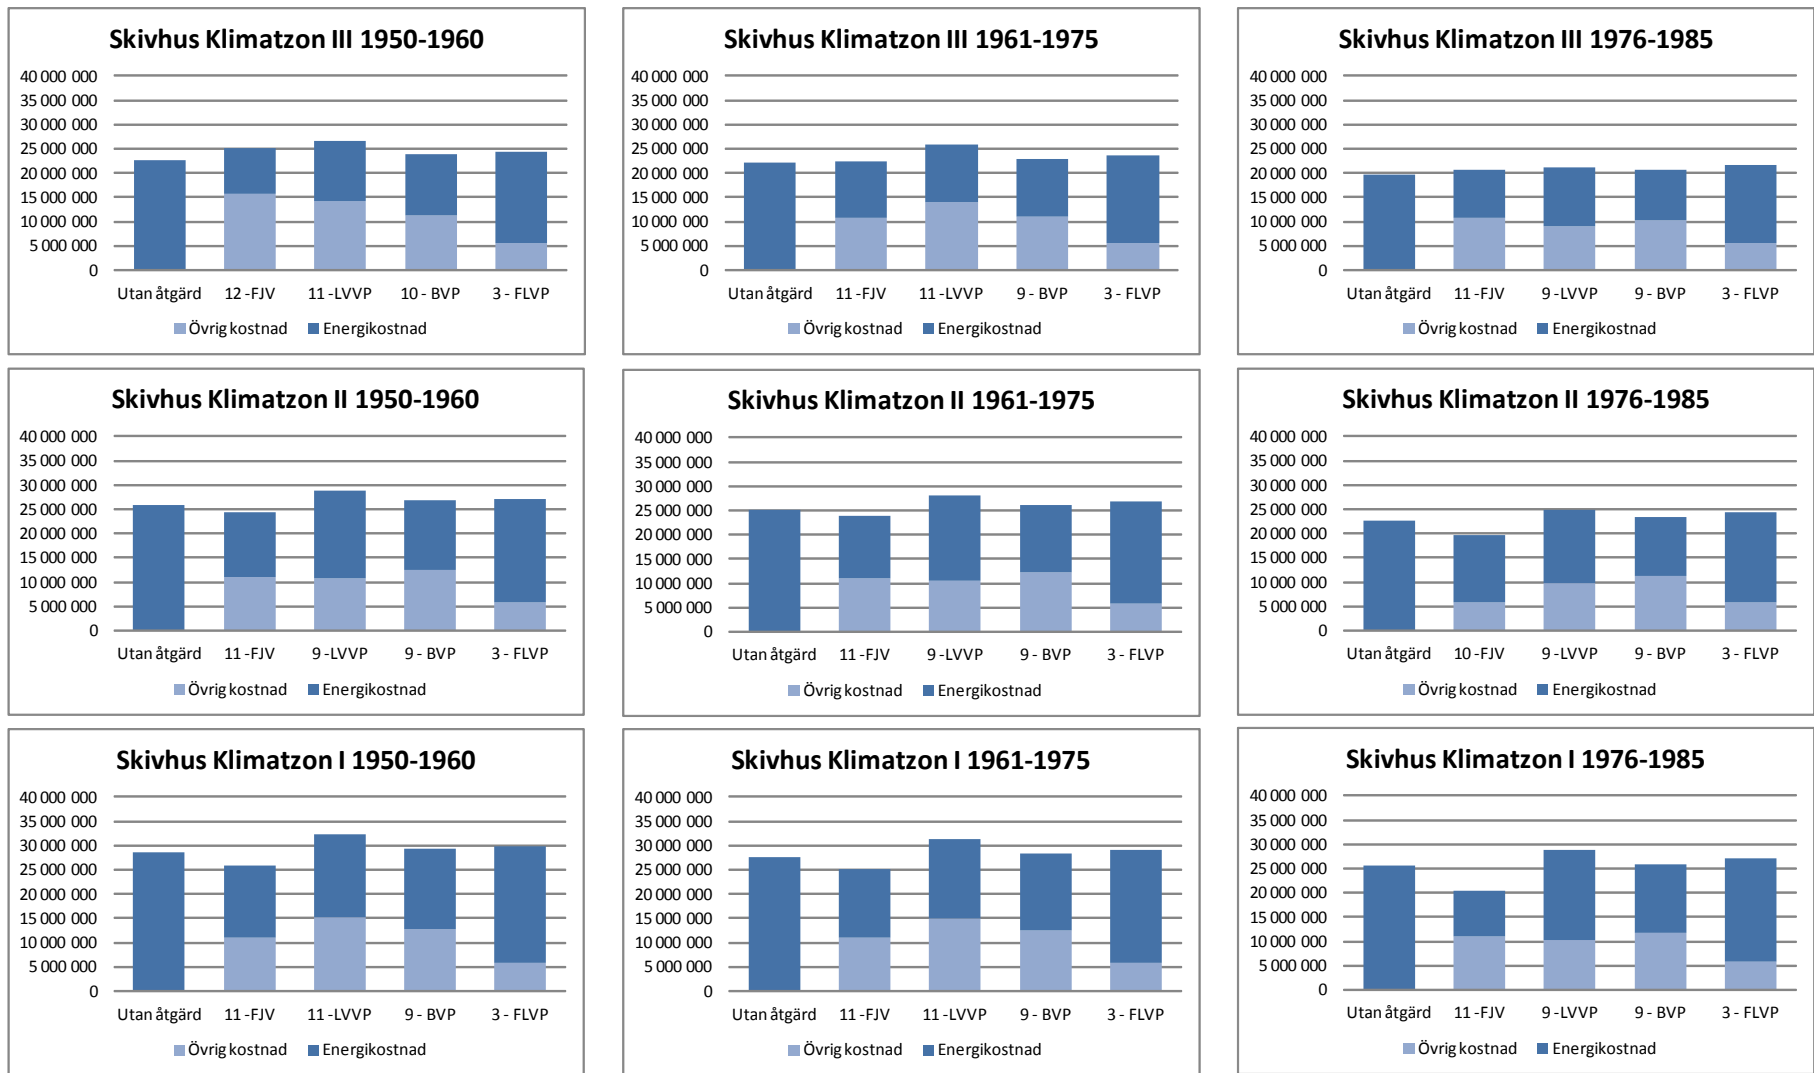 Skivhus Klimatzon III 1950-1960
40 000 000
35 000 000
30 000 000
25 000 000
20 000 000
15 000 000
10 000 000
5 000 000
0
Utan åtgärd 12 -FJV 11 -LVVP 10 - BVP 3 - FLVP
Övrig kostnad Energikostnad
Skivhus Klimatzon III 1961-1975
40 000 000
35 000 000
30 000 000
25 000 000
20 000 000
15 000 000
10 000 000
5 000 000
0
Utan åtgärd 11 -FJV 11 -LVVP 9 - BVP 3 - FLVP
Övrig kostnad Energikostnad
Skivhus Klimatzon III 1976-1985
40 000 000
35 000 000
30 000 000
25 000 000
20 000 000
15 000 000
10 000 000
5 000 000
0
Utan åtgärd 11 -FJV 9 -LVVP 9 - BVP 3 - FLVP
Övrig kostnad Energikostnad
Skivhus Klimatzon II 1950-1960
40 000 000
35 000 000
30 000 000
25 000 000
20 000 000
15 000 000
10 000 000
5 000 000
0
Utan åtgärd 11 -FJV 9 -LVVP 9 - BVP 3 - FLVP
Övrig kostnad Energikostnad
Skivhus Klimatzon II 1961-1975
40 000 000
35 000 000
30 000 000
25 000 000
20 000 000
15 000 000
10 000 000
5 000 000
0
Utan åtgärd 11 -FJV 9 -LVVP 9 - BVP 3 - FLVP
Övrig kostnad Energikostnad
Skivhus Klimatzon II 1976-1985
40 000 000
35 000 000
30 000 000
25 000 000
20 000 000
15 000 000
10 000 000
5 000 000
0
Utan åtgärd 10 -FJV 9 -LVVP 9 - BVP 3 - FLVP
Övrig kostnad Energikostnad
Skivhus Klimatzon I 1950-1960
40 000 000
35 000 000
30 000 000
25 000 000
20 000 000
15 000 000
10 000 000
5 000 000
0
Utan åtgärd 11 -FJV 11 -LVVP 9 - BVP 3 - FLVP
Övrig kostnad Energikostnad
Skivhus Klimatzon I 1961-1975
40 000 000
35 000 000
30 000 000
25 000 000
20 000 000
15 000 000
10 000 000
5 000 000
0
Utan åtgärd 11 -FJV 11 -LVVP 9 - BVP 3 - FLVP
Övrig kostnad Energikostnad
Skivhus Klimatzon I 1976-1985
40 000 000
35 000 000
30 000 000
25 000 000
20 000 000
15 000 000
10 000 000
5 000 000
0
Utan åtgärd 11 -FJV 9 -LVVP 9 - BVP 3 - FLVP
Övrig kostnad Energikostnad